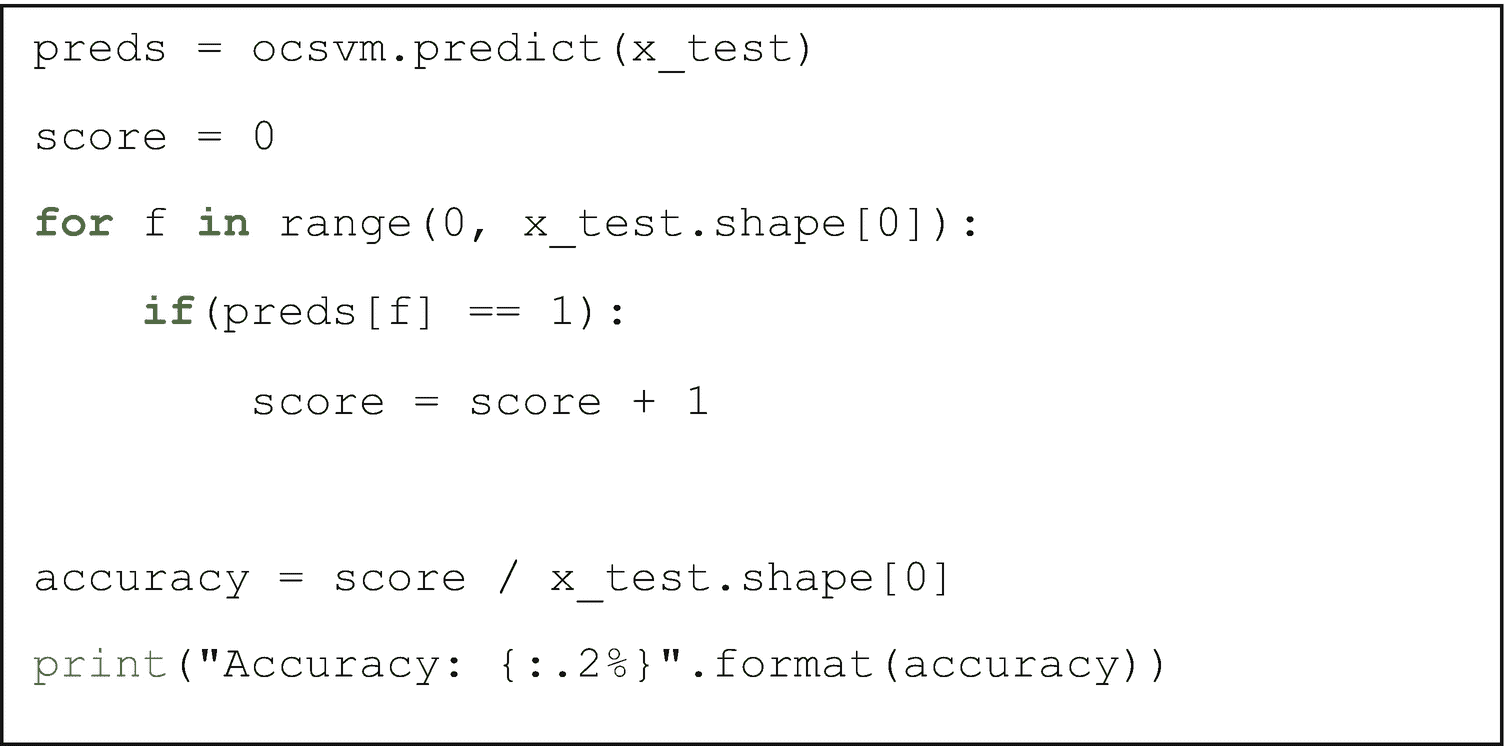 preds = ocsvm.predict(x_test)
score = 0
for f in range(0, x_test.shape[0]):
    if(preds[f] == 1):
        score = score + 1
accuracy = score / x_test.shape[0]
print("Accuracy: {:.2%}".format(accuracy))